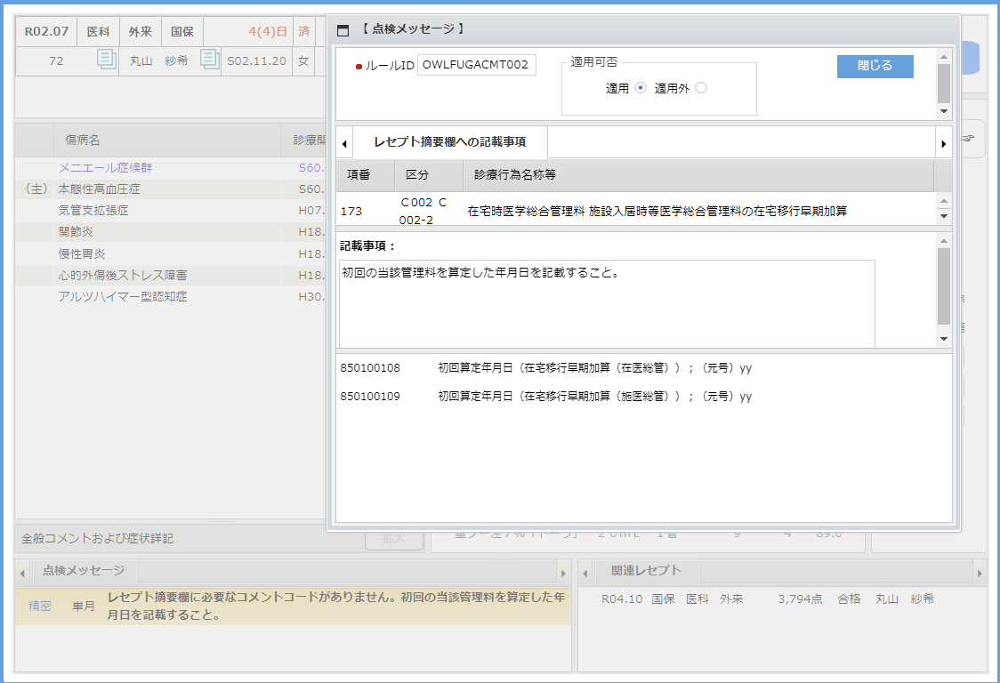 R02.07 医科 外来 国保 4(4)日 済
72 丸山 紗希 S02.11.20 女
傷病名 診療開
メニエール症候群 S60.
（主） 本態性高血圧症 S60.
気管支拡張症 H07.
関節炎 H18.
慢性胃炎 H18.
心的外傷後ストレス障害 H18.
アルツハイマー型認知症 H30.
【 点検メッセージ 】
ルールID OWLFUGACMT002
適用可否
適用 適用外
閉じる
レセプト摘要欄への記載事項
項番 区分 診療行為名称等
173 Ｃ002 Ｃ002-2 在宅時医学総合管理料 施設入居時等医学総合管理料の在宅移行早期加算
記載事項：
初回の当該管理料を算定した年月日を記載すること。
850100108 初回算定年月日（在宅移行早期加算（在医総管））；（元号）yy
850100109 初回算定年月日（在宅移行早期加算（施医総管））；（元号）yy
全般コメントおよび症状詳記 拡大
点検メッセージ
精密 単月 レセプト摘要欄に必要なコメントコードがありません。初回の当該管理料を算定した年
月日を記載すること。
関連レセプト
R04.10 国保 医科 外来 3,794点 合格 丸山 紗希